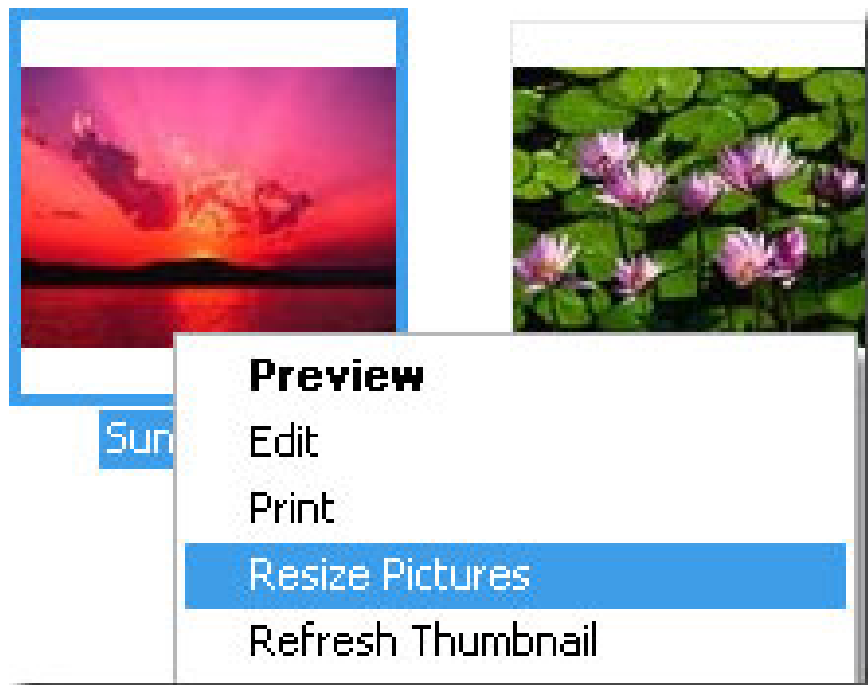 Sun
Preview
Edit
Print
Resize Pictures
Refresh Thumbnail